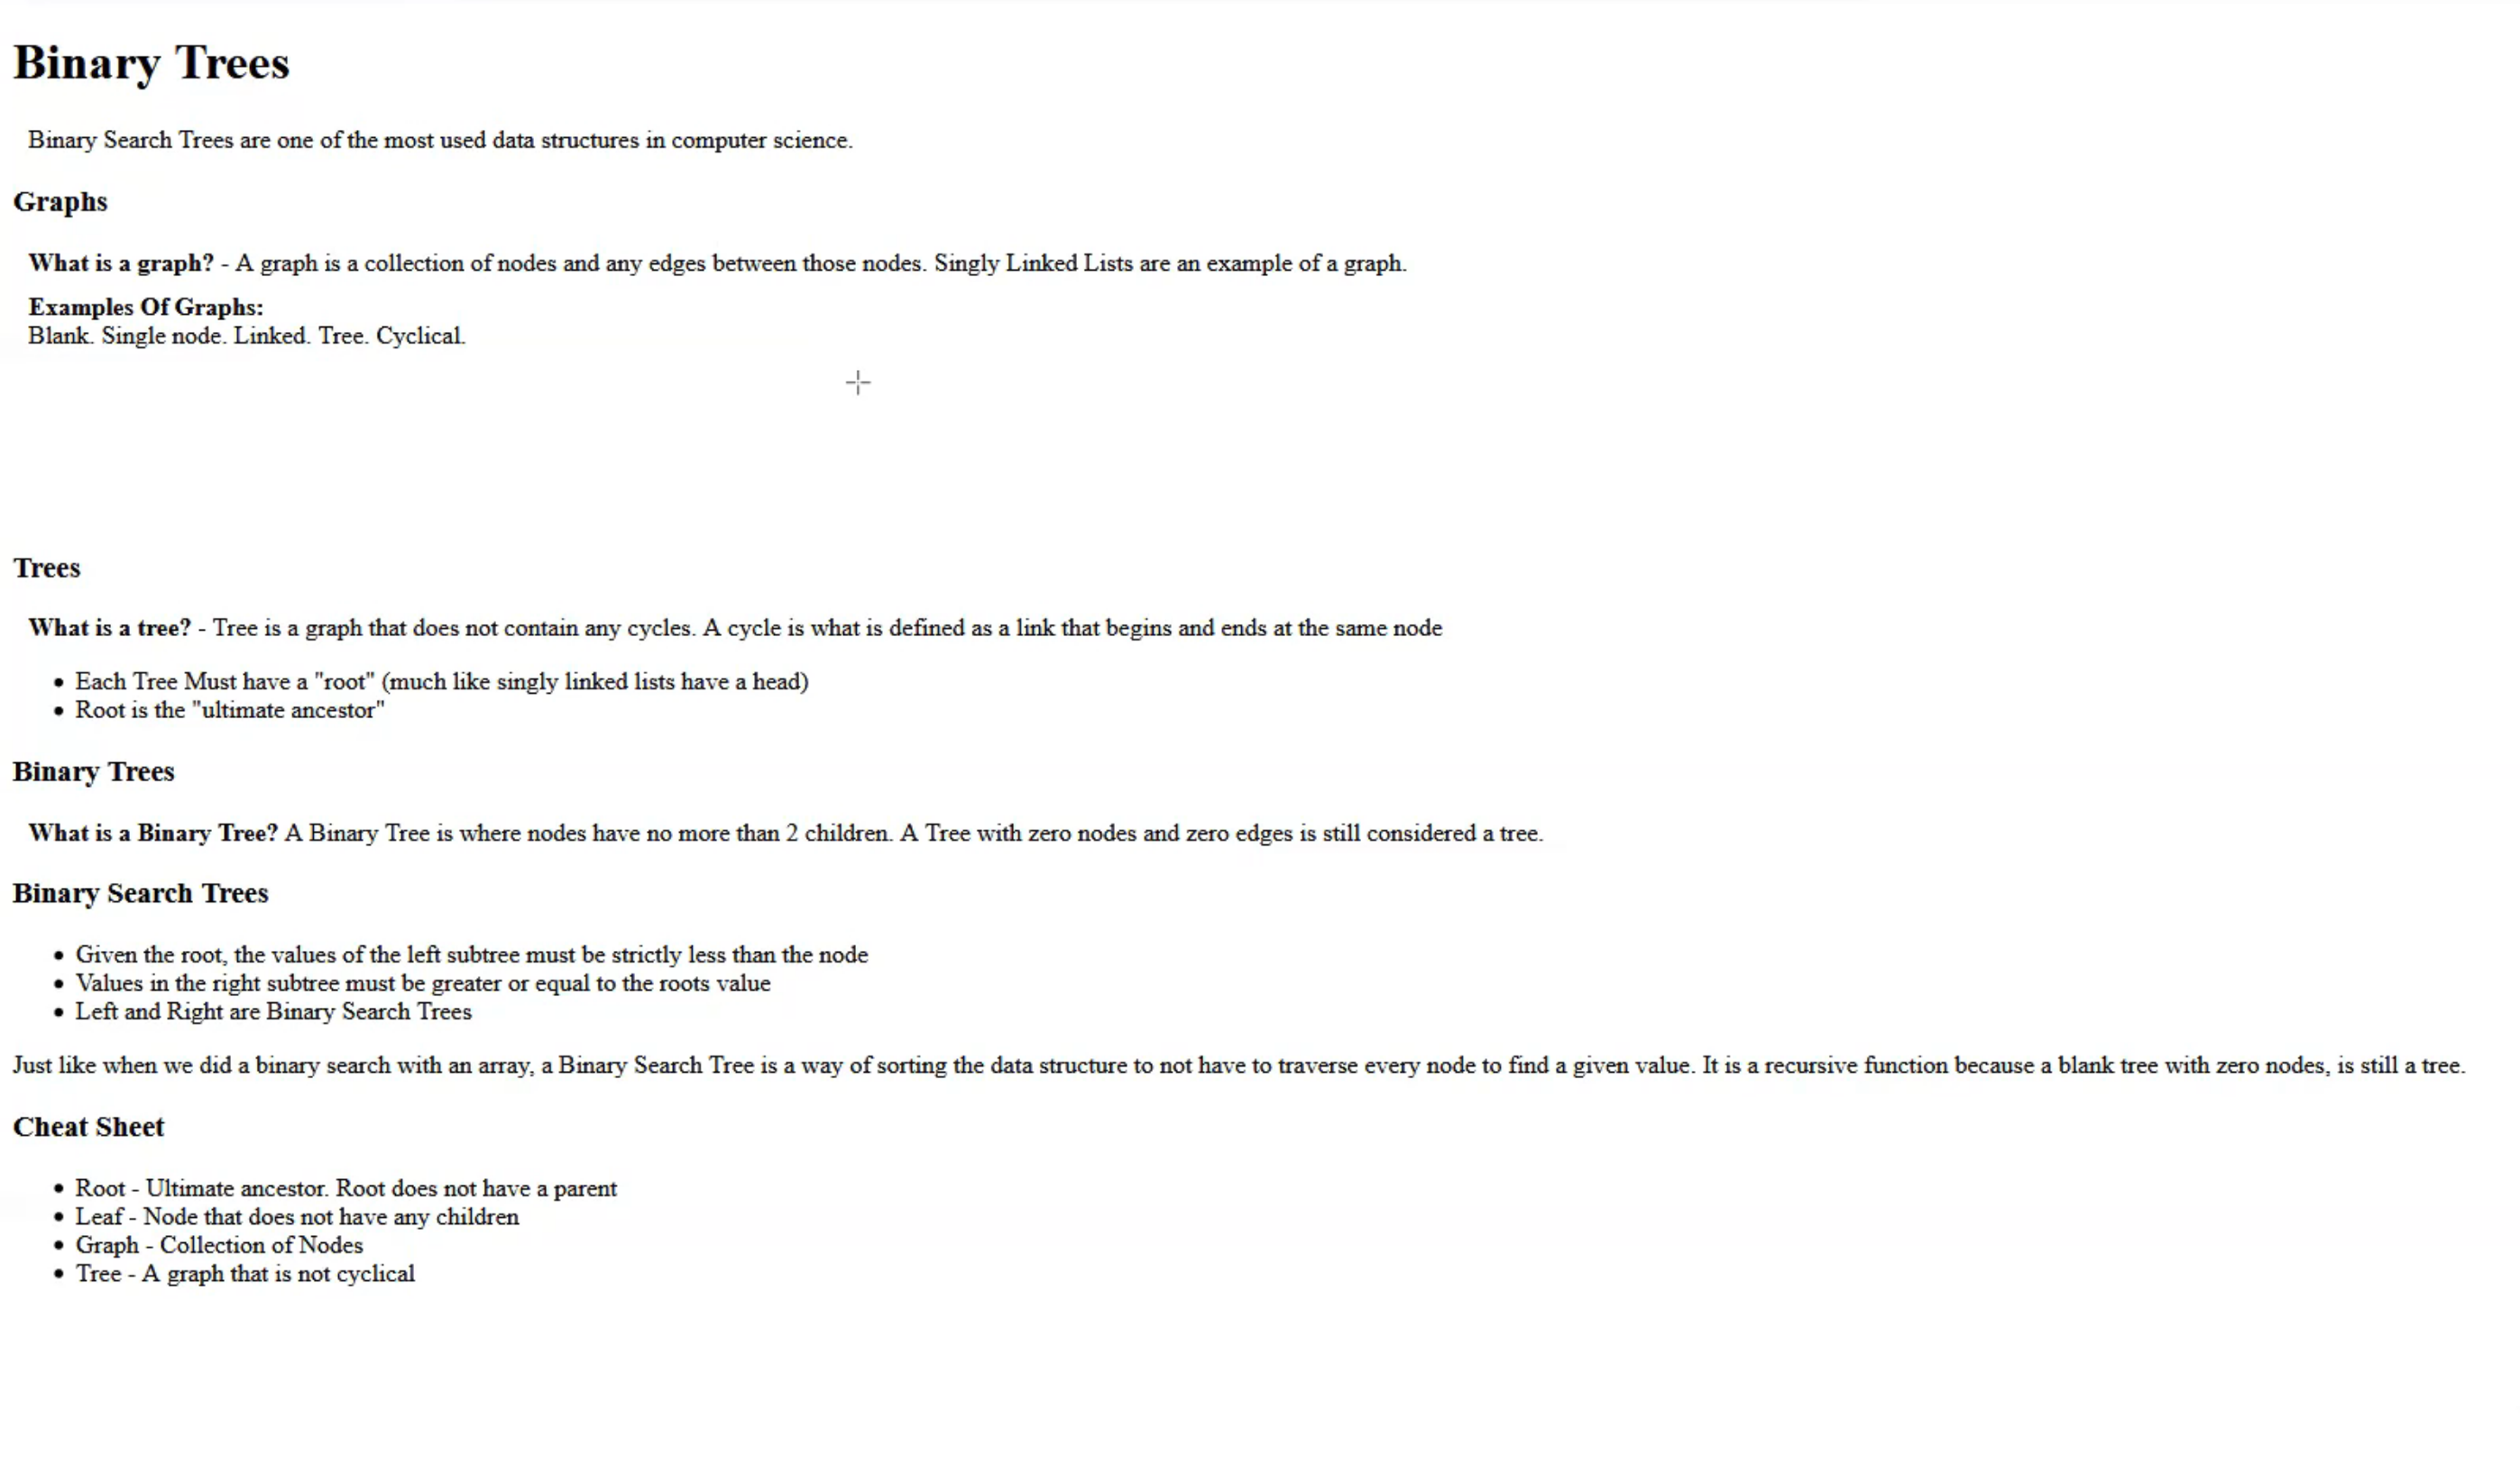 Binary Trees
Binary Search Trees are one of the most used data structures in computer science.
Graphs
What is a graph? - A graph is a collection of nodes and any edges between those nodes. Singly Linked Lists are an example of a graph.
Examples Of Graphs:
Blank. Single node. Linked. Tree. Cyclical.
Trees
What is a tree? - Tree is a graph that does not contain any cycles. A cycle is what is defined as a link that begins and ends at the same node
• Each Tree Must have a "root" (much like singly linked lists have a head)
• Root is the "ultimate ancestor"
Binary Trees
What is a Binary Tree? A Binary Tree is where nodes have no more than 2 children. A Tree with zero nodes and zero edges is still considered a tree.
Binary Search Trees
• Given the root, the values of the left subtree must be strictly less than the node
• Values in the right subtree must be greater or equal to the roots value
• Left and Right are Binary Search Trees
Just like when we did a binary search with an array, a Binary Search Tree is a way of sorting the data structure to not have to traverse every node to find a given value. It is a recursive function because a blank tree with zero nodes, is still a tree.
Cheat Sheet
• Root - Ultimate ancestor. Root does not have a parent
• Leaf - Node that does not have any children
• Graph - Collection of Nodes
• Tree - A graph that is not cyclical